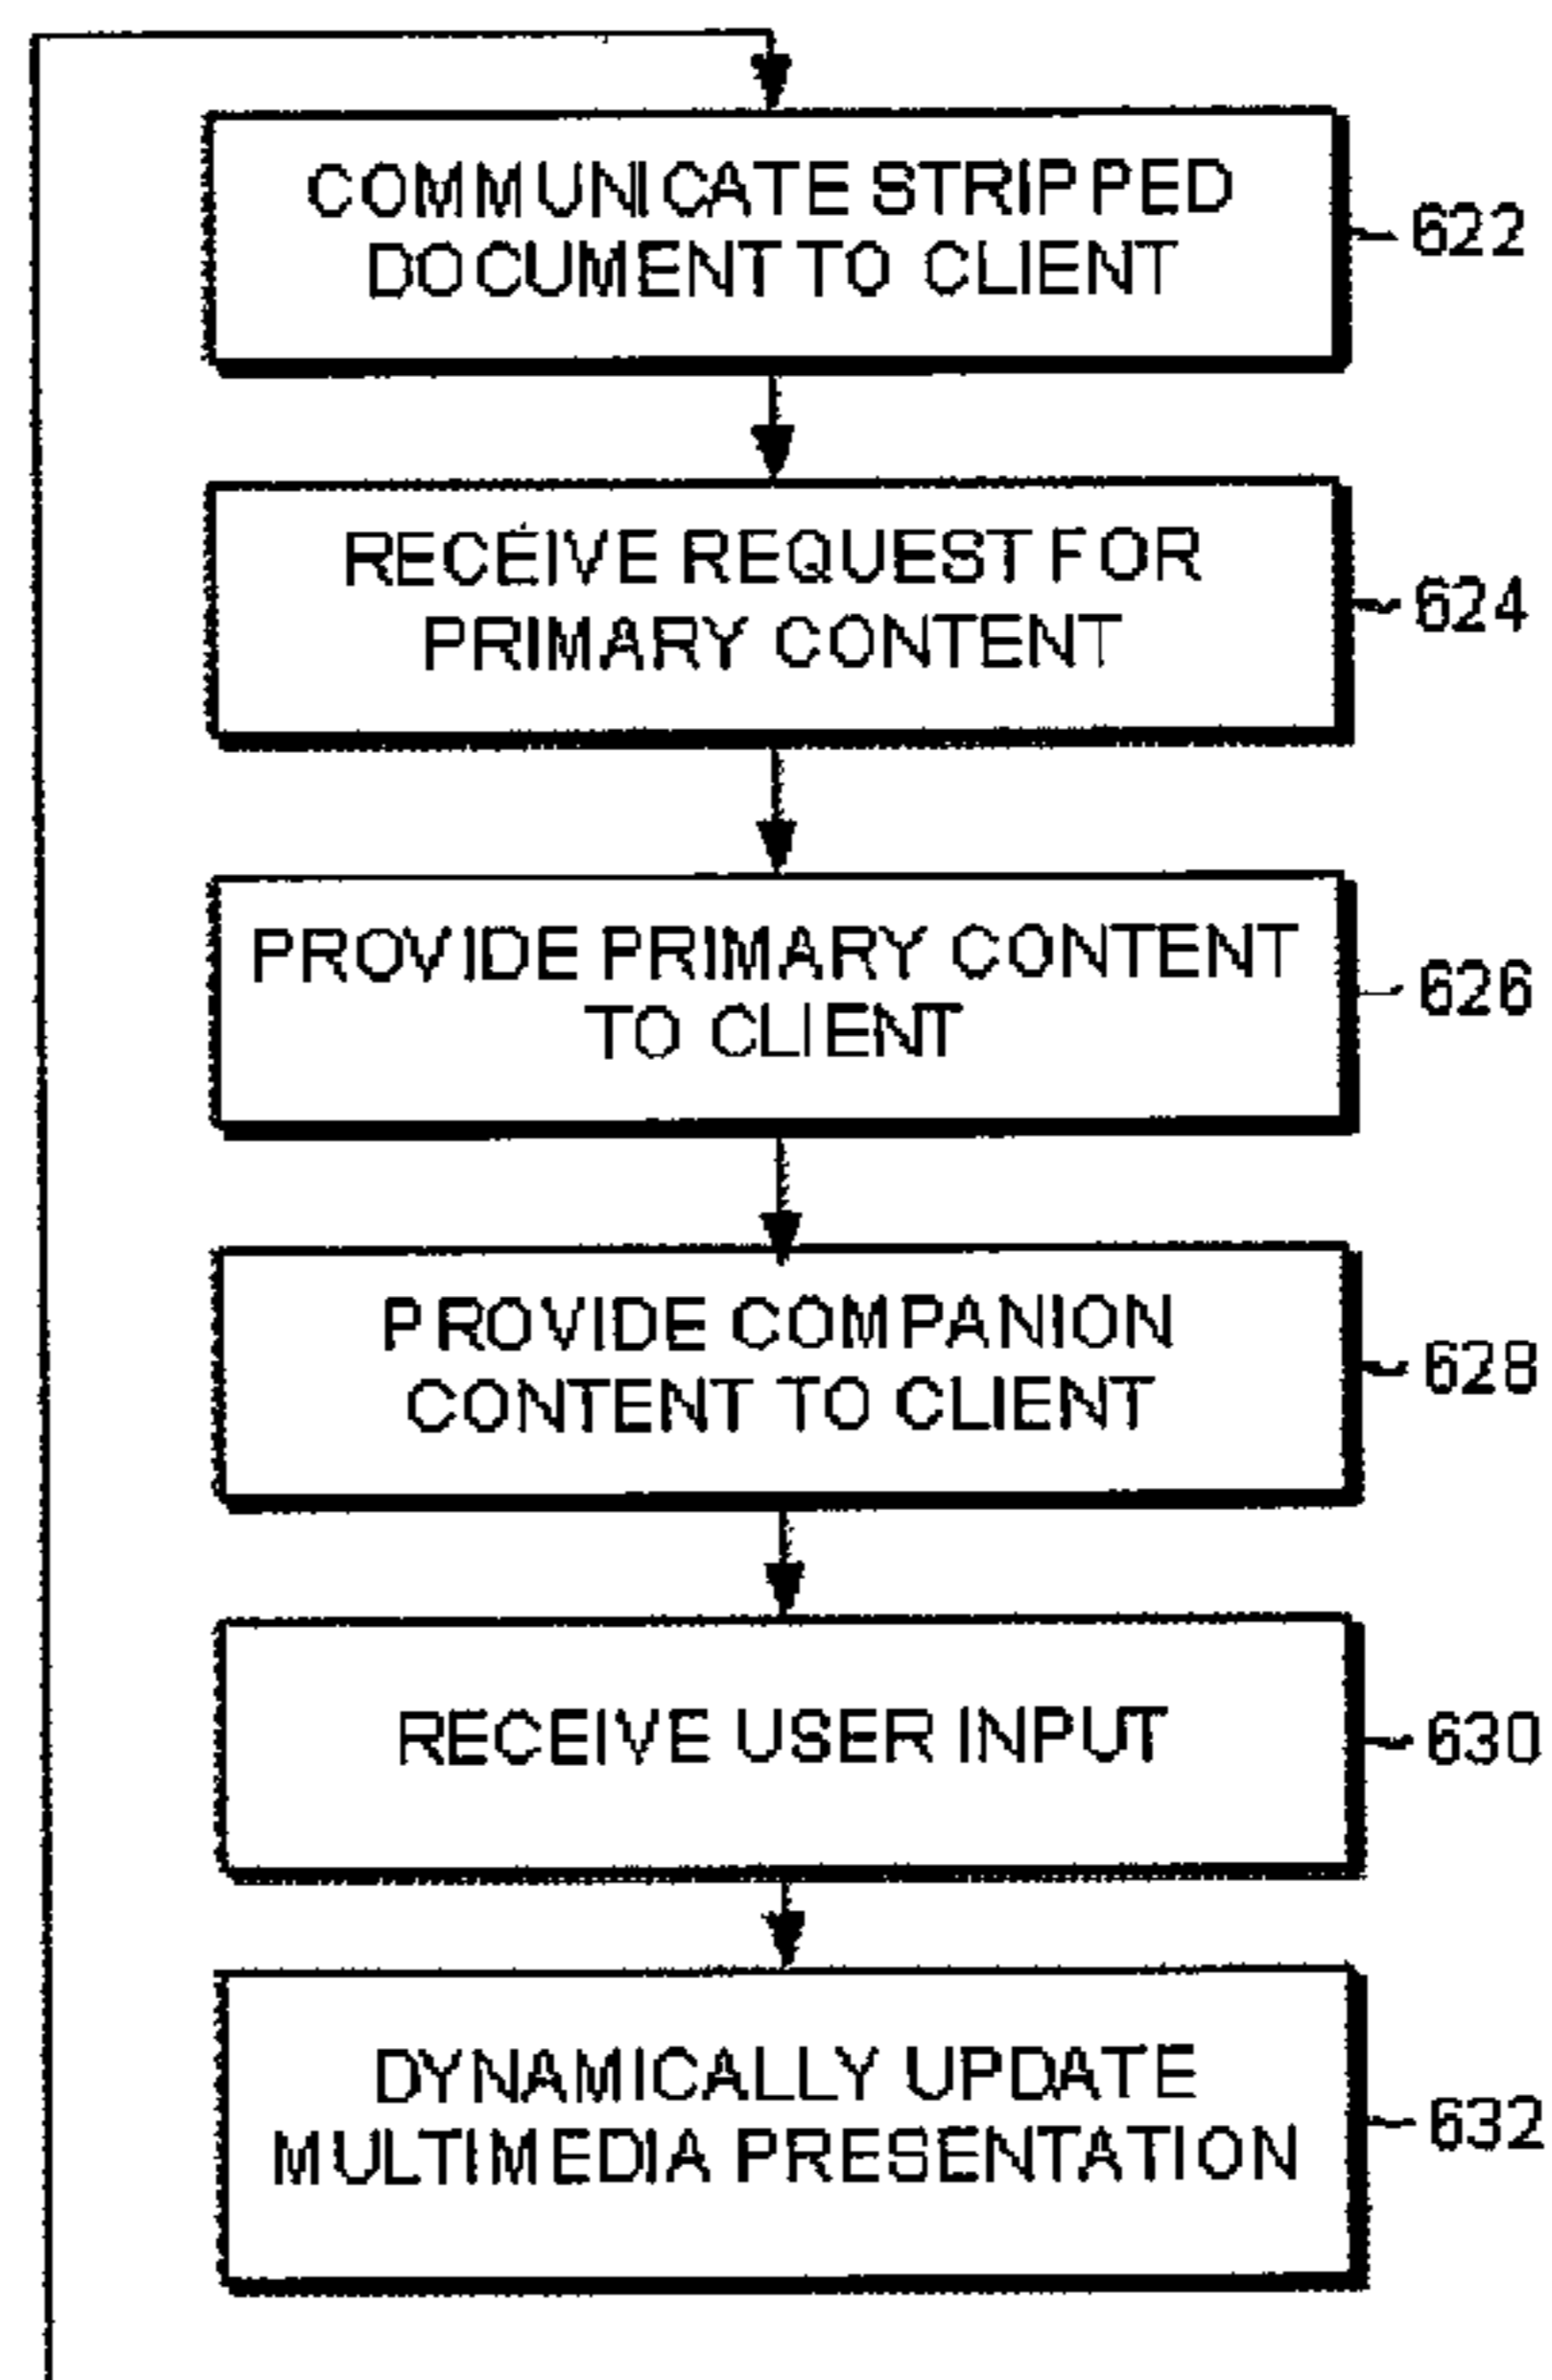 COMMUNICATE STRIPPED
DOCUMENT TO CLIENT
622
RECEIVE REQUEST FOR
PRIMARY CONTENT
624
PROVIDE PRIMARY CONTENT
TO CLIENT
626
PROVIDE COMPANION
CONTENT TO CLIENT
628
RECEIVE USER INPUT
630
DYNAMICALLY UPDATE
MULTIMEDIA PRESENTATION
632